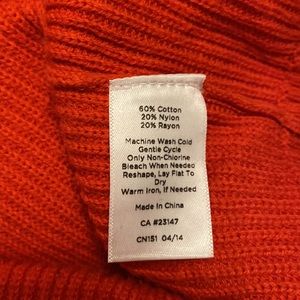 60% Cotton
20% Nylon
20% Rayon
Machine Wash Cold
Gentle Cycle
Only Non-Chlorine
Bleach When Needed
Reshape, Lay Flat To
Dry
Warm Iron, If Needed
Made In China
CA #23147
CN151 04/14